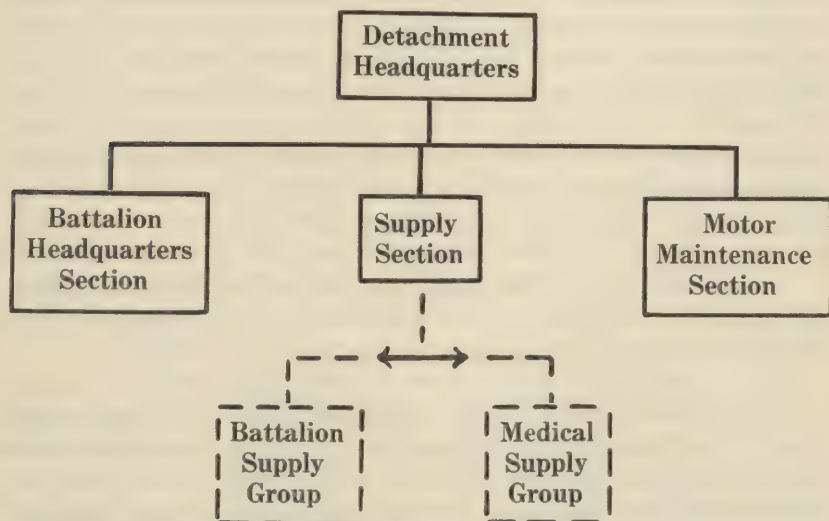 Detachment
Headquarters
Battalion
Headquarters
Section
Supply
Section
Motor
Maintenance
Section
Battalion
Supply
Group
Medical
Supply
Group